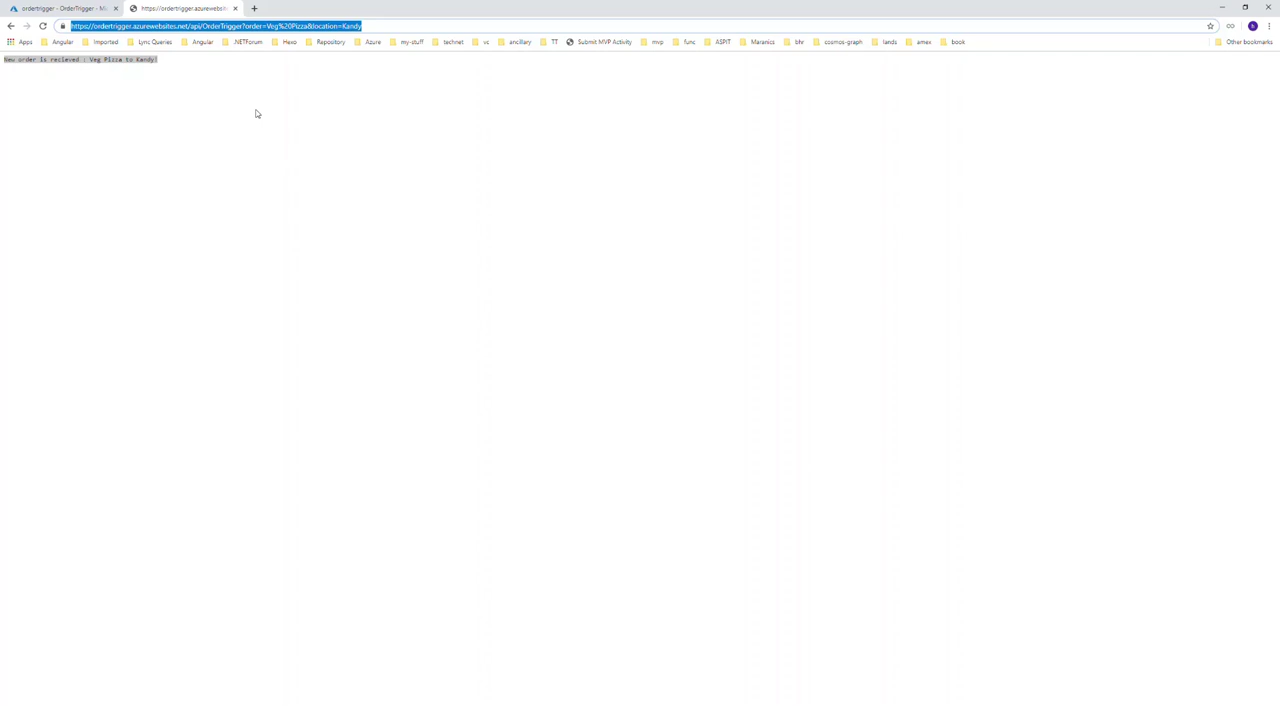 ordertrigger - OrderTrigger - Mi
https://ordertrigger.azurewebsit
https://ordertrigger.azurewebsites.net/api/OrderTrigger?order=Veg%20Pizza&location=Kandy
Apps Angular Imported Lync Queries Angular .NETForum Hexo Repository Azure my-stuff technet vc ancillary TT Submit MVP Activity mvp func ASPIT Maranics bhr cosmos-graph lands amex book Other bookmarks
New order is recieved : Veg Pizza to Kandy!